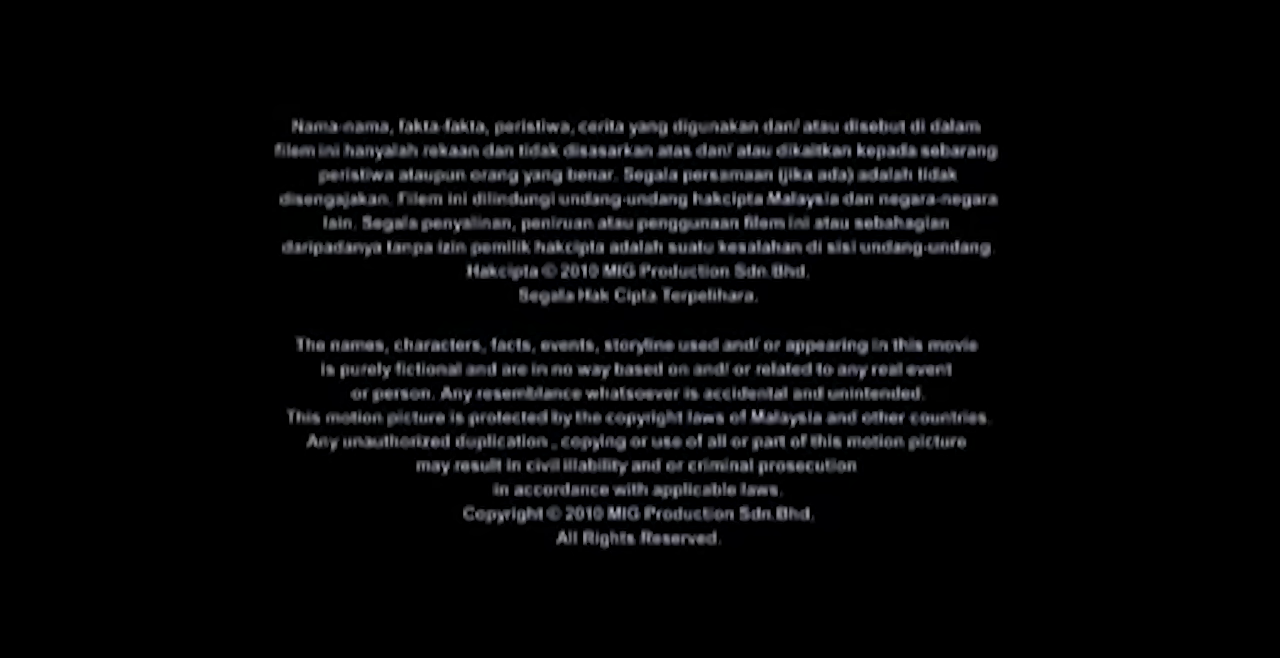 Nama-nama, fakta-fakta, peristiwa, cerita yang digunakan dan/ atau disebut di dalam
filem ini hanyalah rekaan dan tidak disasarkan atas dan/ atau dikaitkan kepada sebarang
peristiwa ataupun orang yang benar. Segala persamaan (jika ada) adalah tidak
disengajakan. Filem ini dilindungi undang-undang hakcipta Malaysia dan negara-negara
lain. Segala penyalinan, peniruan atau penggunaan filem ini atau sebahagian
daripadanya tanpa izin pemilik hakcipta adalah suatu kesalahan di sisi undang-undang.
Hakcipta © 2010 MIG Production Sdn.Bhd.
Segala Hak Cipta Terpelihara.
The names, characters, facts, events, storyline used and/ or appearing in this movie
is purely fictional and are in no way based on and/ or related to any real event
or person. Any resemblance whatsoever is accidental and unintended.
This motion picture is protected by the copyright laws of Malaysia and other countries.
Any unauthorized duplication , copying or use of all or part of this motion picture
may result in civil liability and or criminal prosecution
in accordance with applicable laws.
Copyright © 2010 MIG Production Sdn.Bhd.
All Rights Reserved.